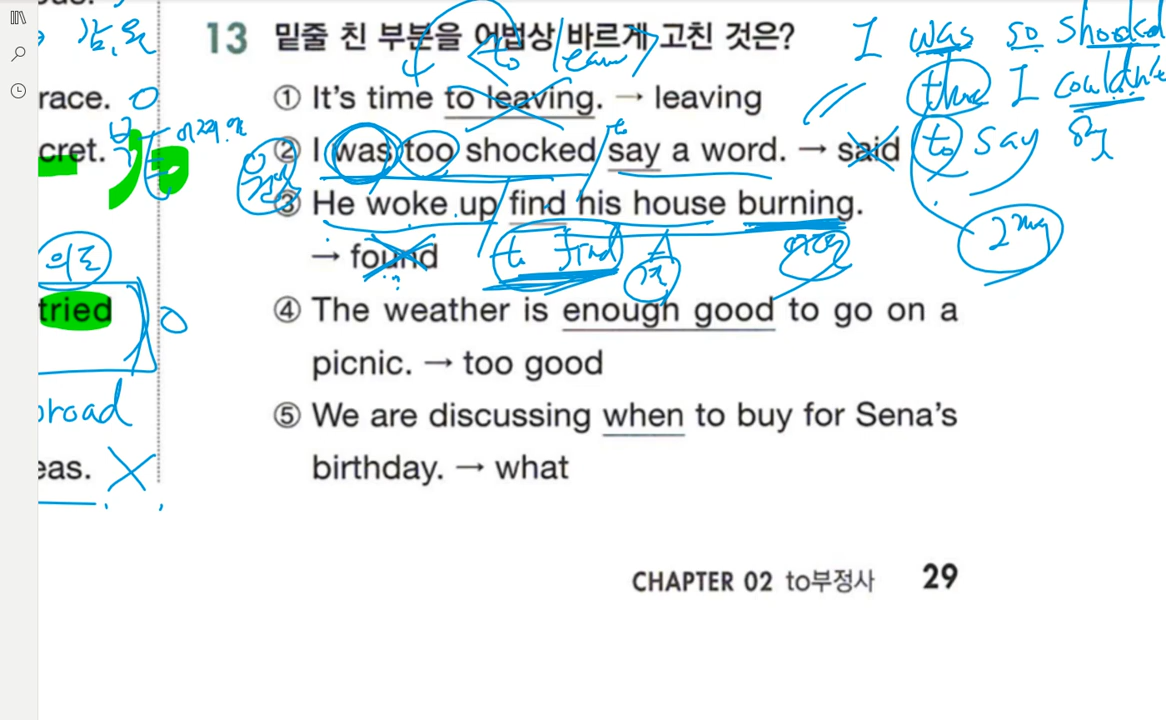 race. O
cret.
의도
tried
broad
eas. X
13 밑줄 친 부분을 어법상 바르게 고친 것은?
① It's time to leaving. → leaving
② I was too shocked say a word. → said
③ He woke up find his house burning.
→ found
④ The weather is enough good to go on a
picnic. → too good
⑤ We are discussing when to buy for Sena's
birthday. → what
to
to find
I was so shocked
I couldn't
to say
CHAPTER 02 to부정사 29